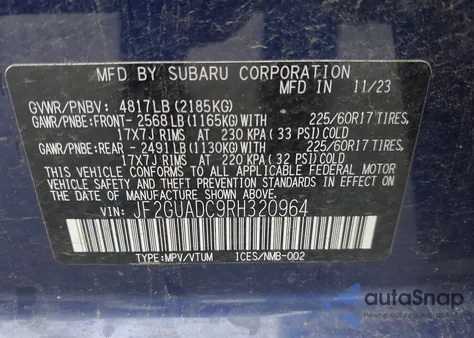 MFD BY SUBARU CORPORATION
MFD IN 11/23
GVWR/PNBV: 4817LB (2185KG)
GAWR/PNBE:FRONT- 2568LB (1165KG)WITH 225/60R17 TIRES,
17X7J RIMS AT 230 KPA (33 PSI)COLD
GAWR/PNBE:REAR - 2491LB (1130KG)WITH 225/60R17 TIRES,
17X7J RIMS AT 220 KPA (32 PSI)COLD
THIS VEHICLE CONFORMS TO ALL APPLICABLE FEDERAL MOTOR
VEHICLE SAFETY STANDARDS IN EFFECT ON THE
DATE OF MANUFACTURE SHOWN ABOVE.
VIN: JF2GUADC9RH320964
TYPE:MPV/VTUM ICES/NMB-002
autoSnap